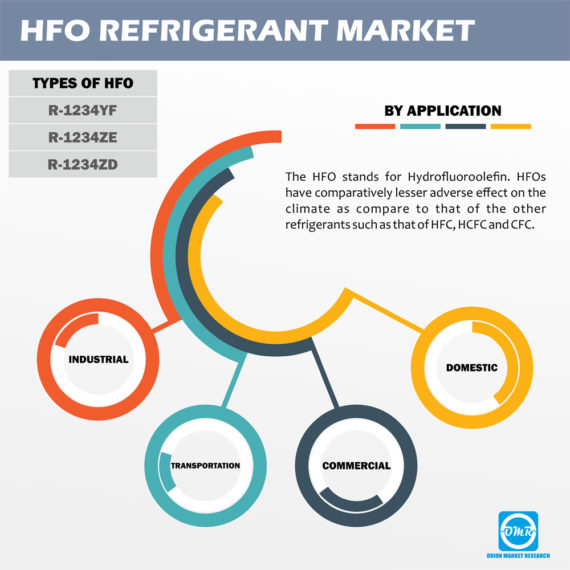 HFO REFRIGERANT MARKET
TYPES OF HFO
R-1234YF
R-1234ZE
R-1234ZD
BY APPLICATION
The HFO stands for Hydrofluoroolefin. HFOs
have comparatively lesser adverse effect on the
climate as compare to that of the other
refrigerants such as that of HFC, HCFC and CFC.
INDUSTRIAL
DOMESTIC
TRANSPORTATION
COMMERCIAL
OMR
ORION MARKET RESEARCH